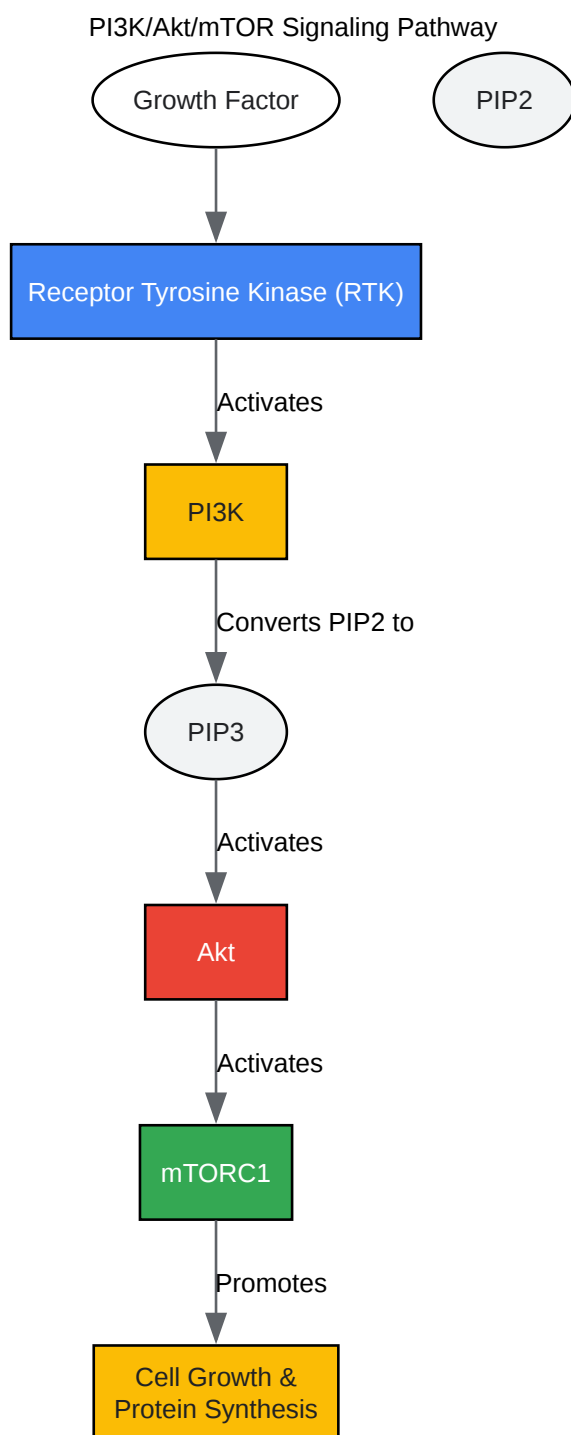 PI3K/Akt/mTOR Signaling Pathway
Growth Factor
PIP2
Receptor Tyrosine Kinase (RTK)
Activates
PI3K
Converts PIP2 to
PIP3
Activates
Akt
Activates
mTORC1
Promotes
Cell Growth &
Protein Synthesis